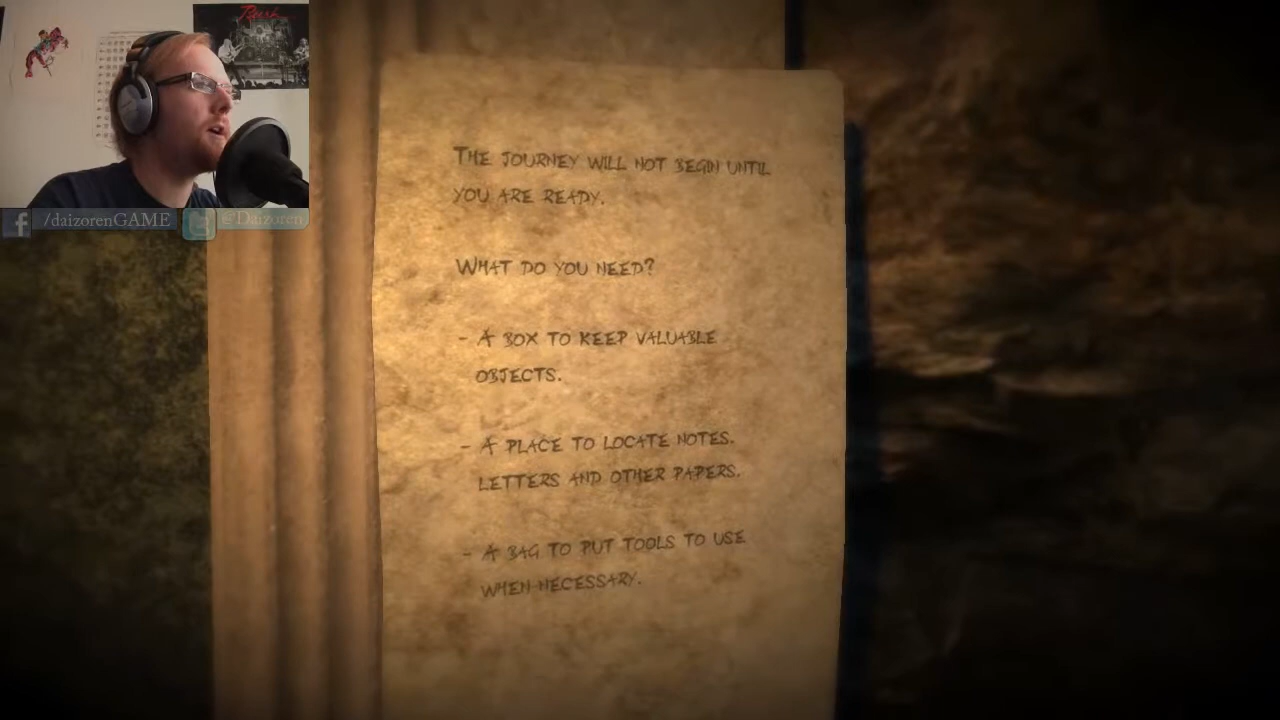 Rush
/daizorenGAME
@Daizoren
THE JOURNEY WILL NOT BEGIN UNTIL
YOU ARE READY.
WHAT DO YOU NEED?
- A BOX TO KEEP VALUABLE
OBJECTS.
- A PLACE TO LOCATE NOTES.
LETTERS AND OTHER PAPERS.
- A BAG TO PUT TOOLS TO USE
WHEN NECESSARY.